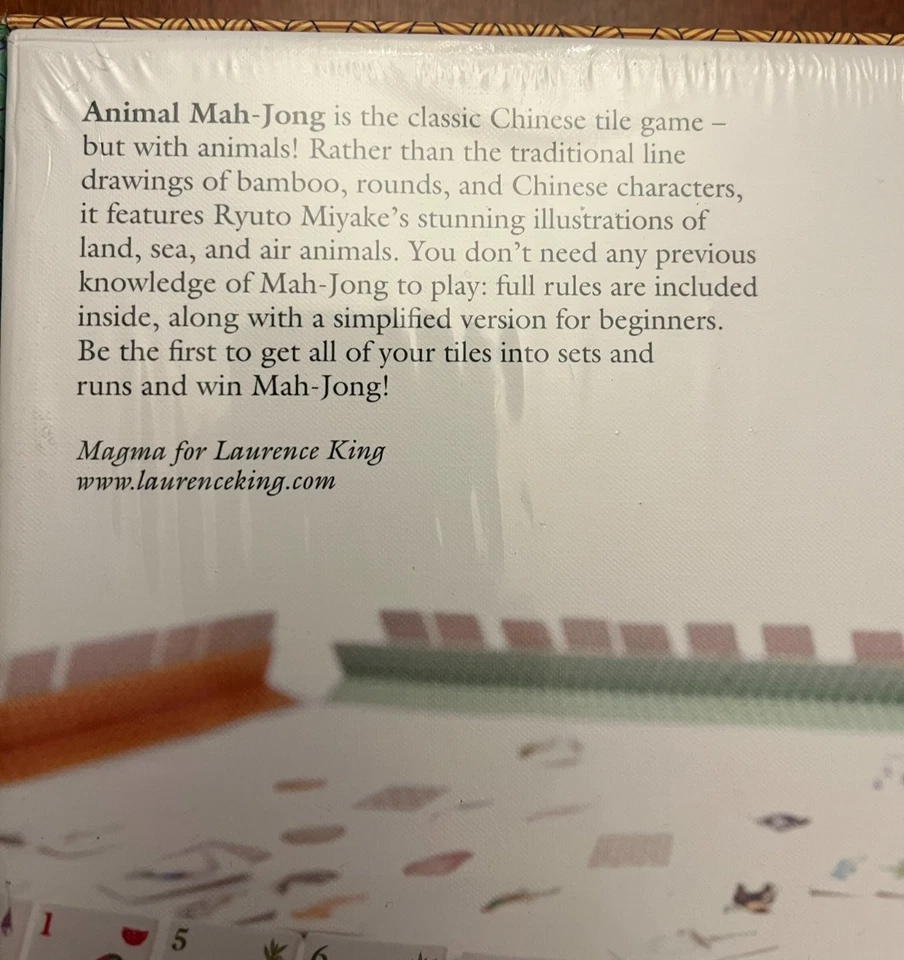 Animal Mah-Jong is the classic Chinese tile game –
but with animals! Rather than the traditional line
drawings of bamboo, rounds, and Chinese characters,
it features Ryuto Miyake’s stunning illustrations of
land, sea, and air animals. You don’t need any previous
knowledge of Mah-Jong to play: full rules are included
inside, along with a simplified version for beginners.
Be the first to get all of your tiles into sets and
runs and win Mah-Jong!
Magma for Laurence King
www.laurenceking.com
1
5
6